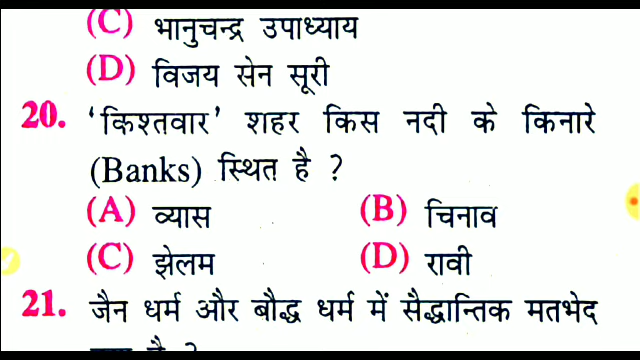 (C) भानुचन्द्र उपाध्याय
(D) विजय सेन सूरी
20. ‘किश्तवार’ शहर किस नदी के किनारे
(Banks) स्थित है ?
(A) व्यास (B) चिनाव
(C) झेलम (D) रावी
21. जैन धर्म और बौद्ध धर्म में सैद्धान्तिक मतभेद